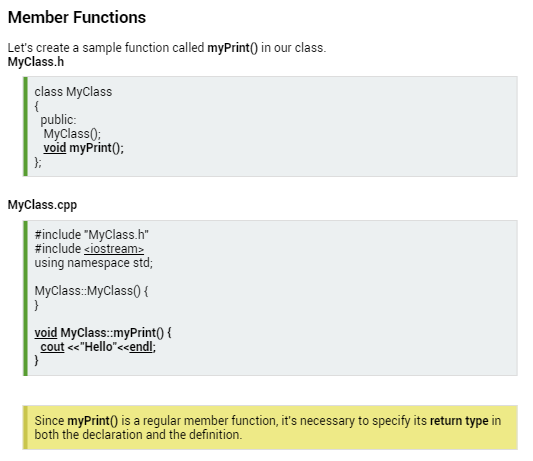 Member Functions
Let's create a sample function called myPrint() in our class.
MyClass.h
class MyClass
{
public:
MyClass();
void myPrint();
};
MyClass.cpp
#include "MyClass.h"
#include <iostream>
using namespace std;
MyClass::MyClass() {
}
void MyClass::myPrint() {
cout <<"Hello"<<endl;
}
Since myPrint() is a regular member function, it's necessary to specify its return type in
both the declaration and the definition.